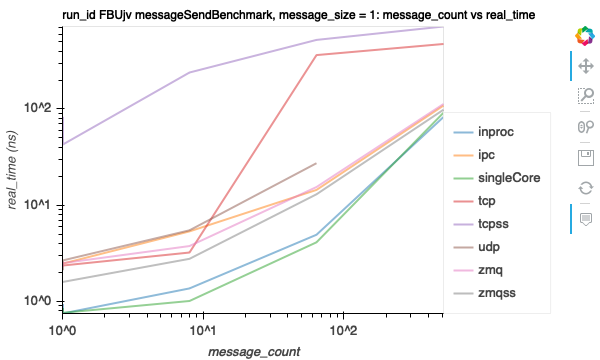 run_id FBUjv messageSendBenchmark, message_size = 1: message_count vs real_time
real_time (ns)
10^2
10^1
10^0
10^0
10^1
10^2
message_count
inproc
ipc
singleCore
tcp
tcpss
udp
zmq
zmqss